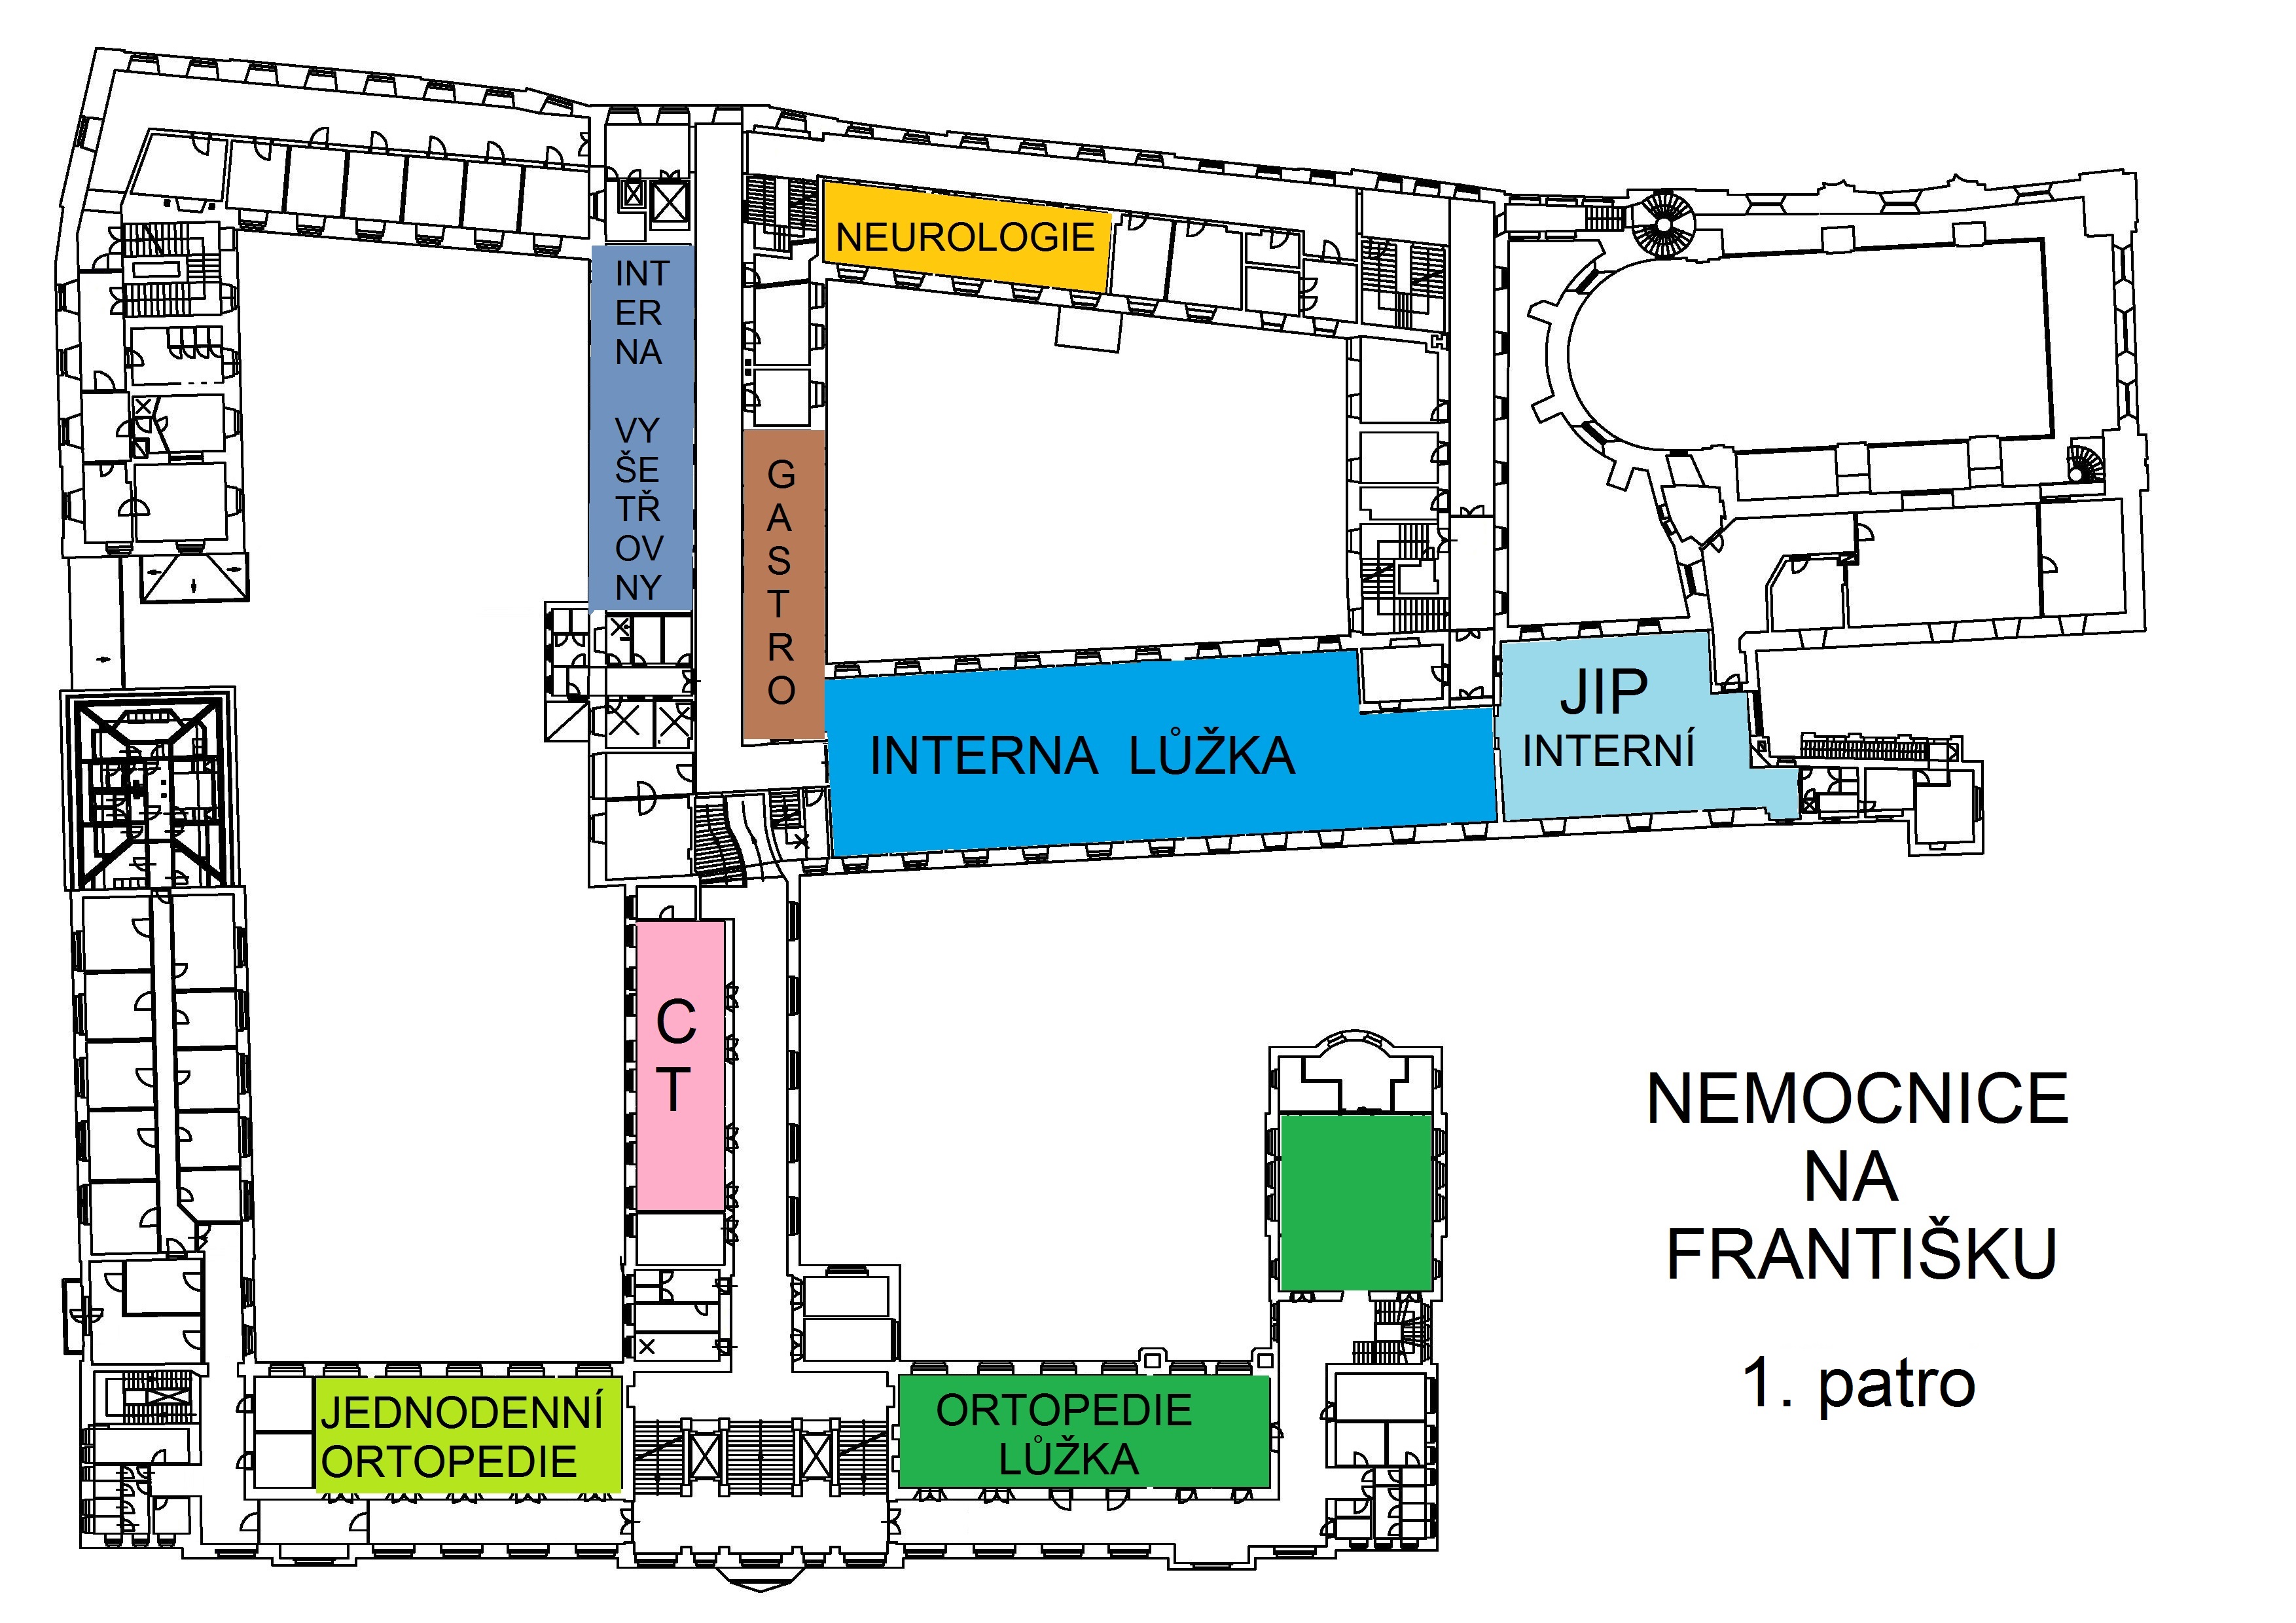 NEUROLOGIE
INT
ER
NA
VY
ŠE
TŘ
OV
NY
G
A
S
T
R
O
INTERNA LŮŽKA
JIP
INTERNÍ
C
T
NEMOCNICE
NA
FRANTIŠKU
1. patro
JEDNODENNÍ
ORTOPEDIE
ORTOPEDIE
LŮŽKA